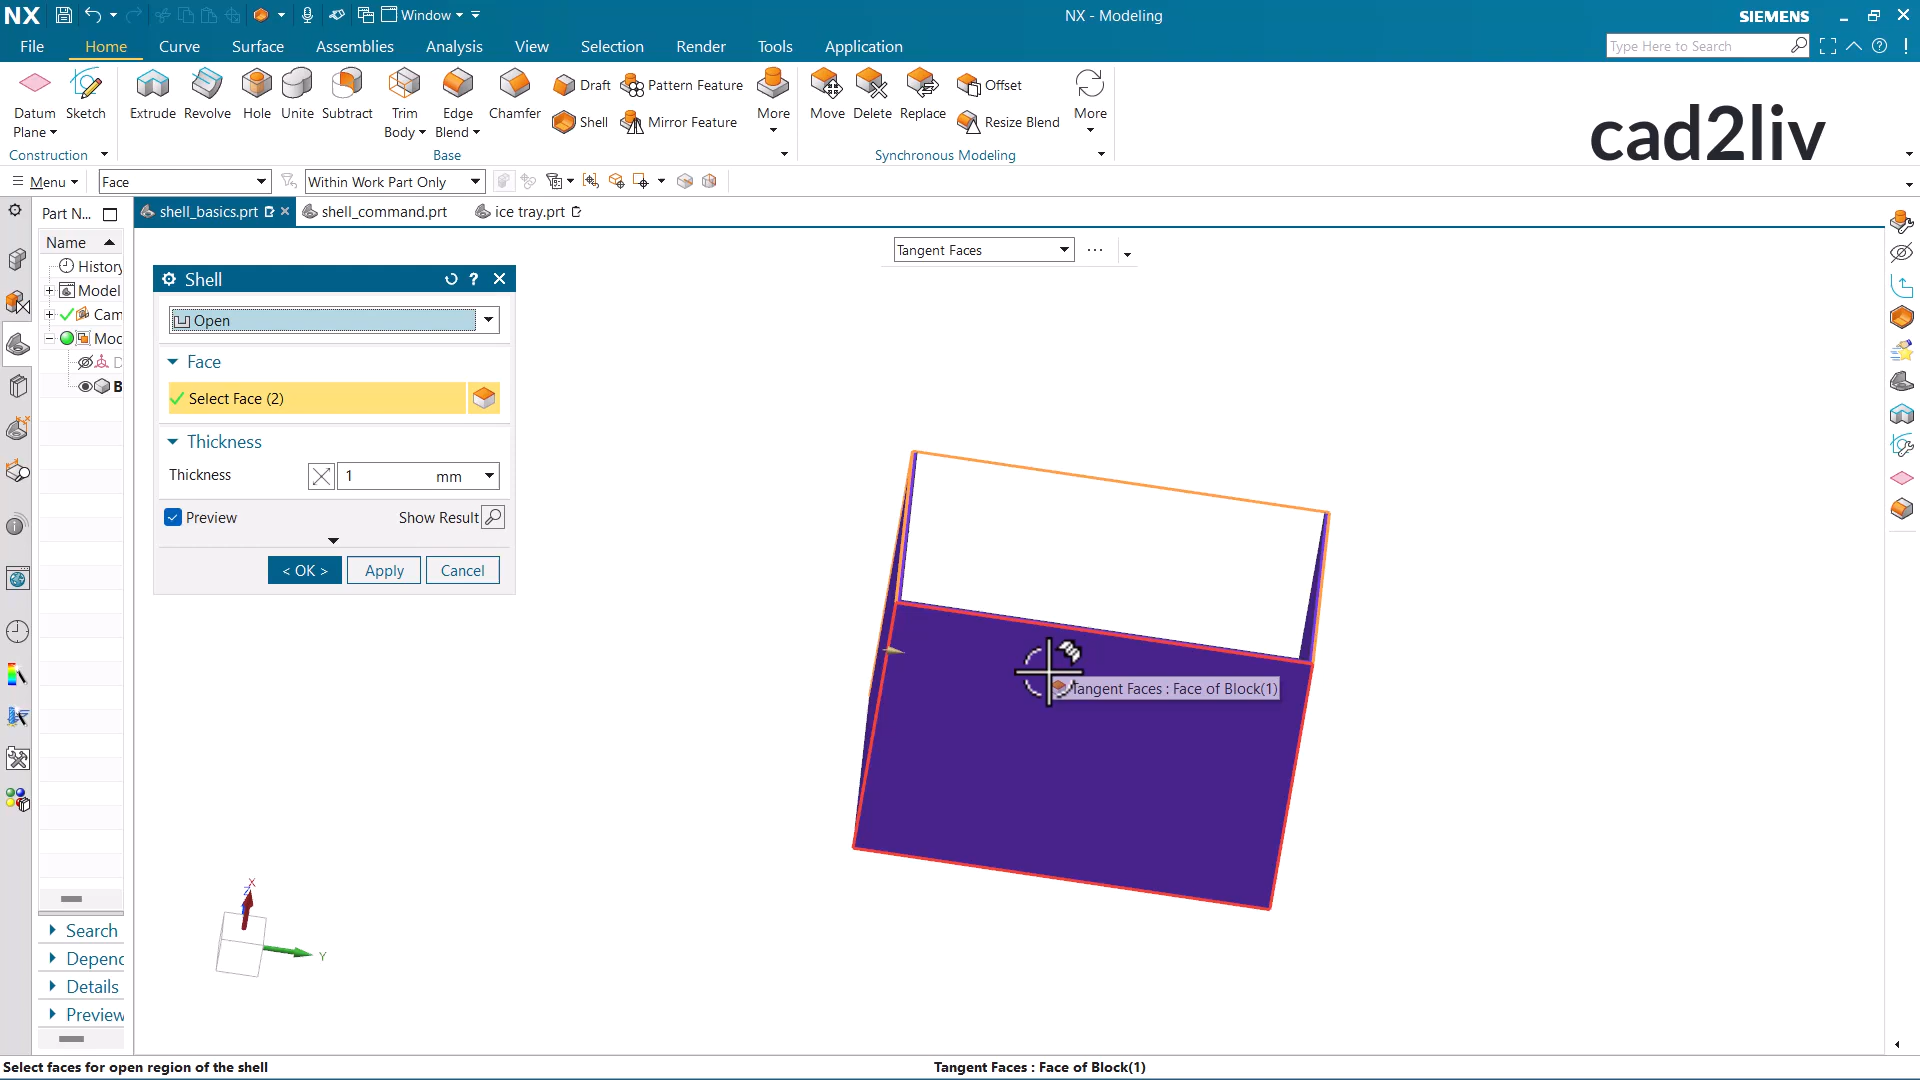 NX
Window
NX - Modeling
SIEMENS
File
Home
Curve
Surface
Assemblies
Analysis
View
Selection
Render
Tools
Application
Type Here to Search
Datum
Plane
Sketch
Extrude
Revolve
Hole
Unite
Subtract
Trim
Body
Edge
Blend
Chamfer
Draft
Shell
Pattern Feature
Mirror Feature
More
Move
Delete
Replace
Offset
Resize Blend
More
Construction
Base
Synchronous Modeling
cad2liv
Menu
Face
Within Work Part Only
Part N...
shell_basics.prt
shell_command.prt
ice tray.prt
Name
History
Model
Cam
Moc
D
B
Tangent Faces
Shell
Open
Face
Select Face (2)
Thickness
Thickness
1 mm
Preview
Show Result
< OK >
Apply
Cancel
Tangent Faces : Face of Block(1)
X
Z
Y
Search
Depenc
Details
Preview
Select faces for open region of the shell
Tangent Faces : Face of Block(1)